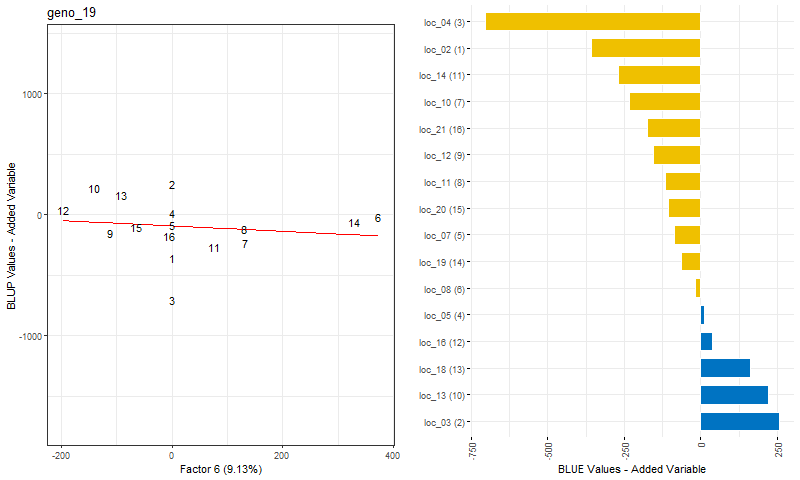 geno_19
BLUP Values - Added Variable
1000
0
-1000
2
10
13
12
4
6
14
5
15
8
9
16
7
11
1
3
-200
0
200
400
Factor 6 (9.13%)
loc_04 (3)
loc_02 (1)
loc_14 (11)
loc_10 (7)
loc_21 (16)
loc_12 (9)
loc_11 (8)
loc_20 (15)
loc_07 (5)
loc_19 (14)
loc_08 (6)
loc_05 (4)
loc_16 (12)
loc_18 (13)
loc_13 (10)
loc_03 (2)
-750
-500
-250
0
250
BLUE Values - Added Variable